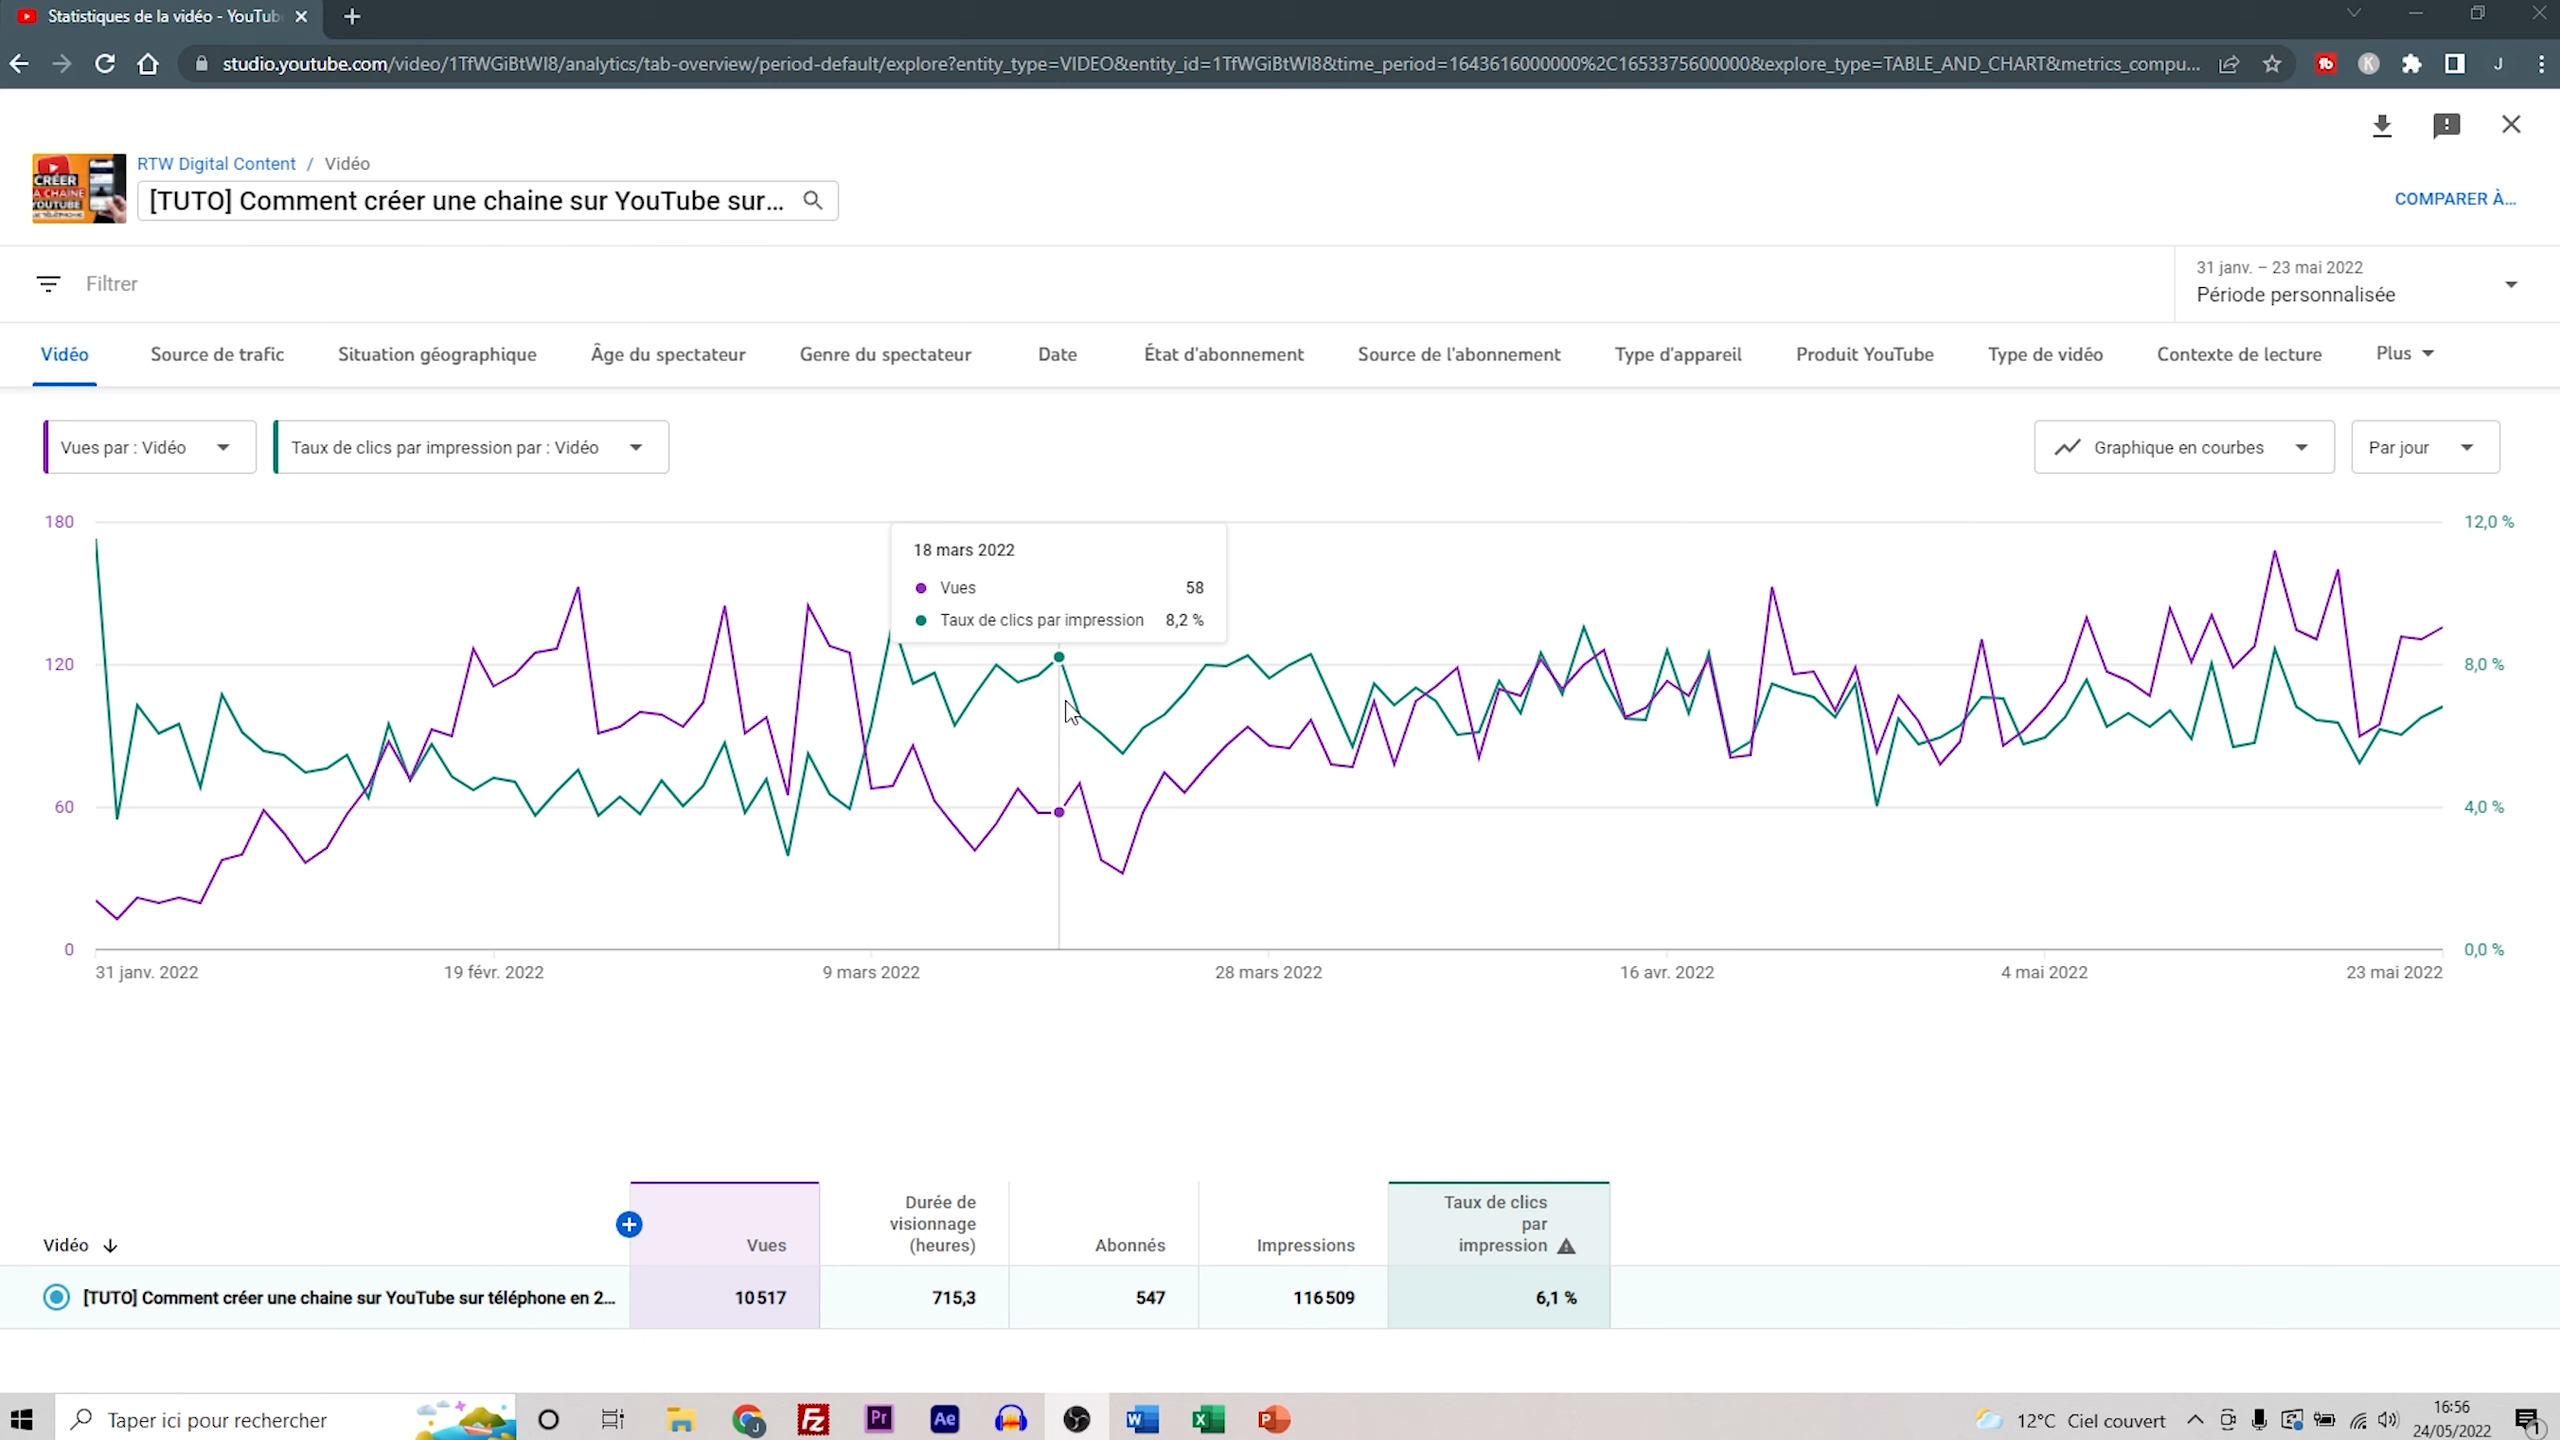 Statistiques de la vidéo - YouTub
studio.youtube.com/video/1TfWGiBtWI8/analytics/tab-overview/period-default/explore?entity_type=VIDEO&entity_id=1TfWGiBtWI8&time_period=1643616000000%2C1653375600000&explore_type=TABLE_AND_CHART&metrics_compu...
CRÉER
A CHAÎNE
YOUTUBE
RTW Digital Content / Vidéo
[TUTO] Comment créer une chaine sur YouTube sur...
COMPARER À...
Filtrer
31 janv. – 23 mai 2022
Période personnalisée
Vidéo Source de trafic Situation géographique Âge du spectateur Genre du spectateur Date État d'abonnement Source de l'abonnement Type d'appareil Produit YouTube Type de vidéo Contexte de lecture Plus
Vues par : Vidéo Taux de clics par impression par : Vidéo Graphique en courbes Par jour
180 12,0 %
18 mars 2022
Vues 58
Taux de clics par impression 8,2 %
120 8,0 %
60 4,0 %
0 0,0 %
31 janv. 2022 19 févr. 2022 9 mars 2022 28 mars 2022 16 avr. 2022 4 mai 2022 23 mai 2022
Durée de
visionnage
(heures)
Taux de clics
par
impression
Vidéo Vues Abonnés Impressions
[TUTO] Comment créer une chaine sur YouTube sur téléphone en 2... 10 517 715,3 547 116 509 6,1 %
Taper ici pour rechercher
Fz Pr Ae W X P
12°C Ciel couvert
16:56
24/05/2022
1